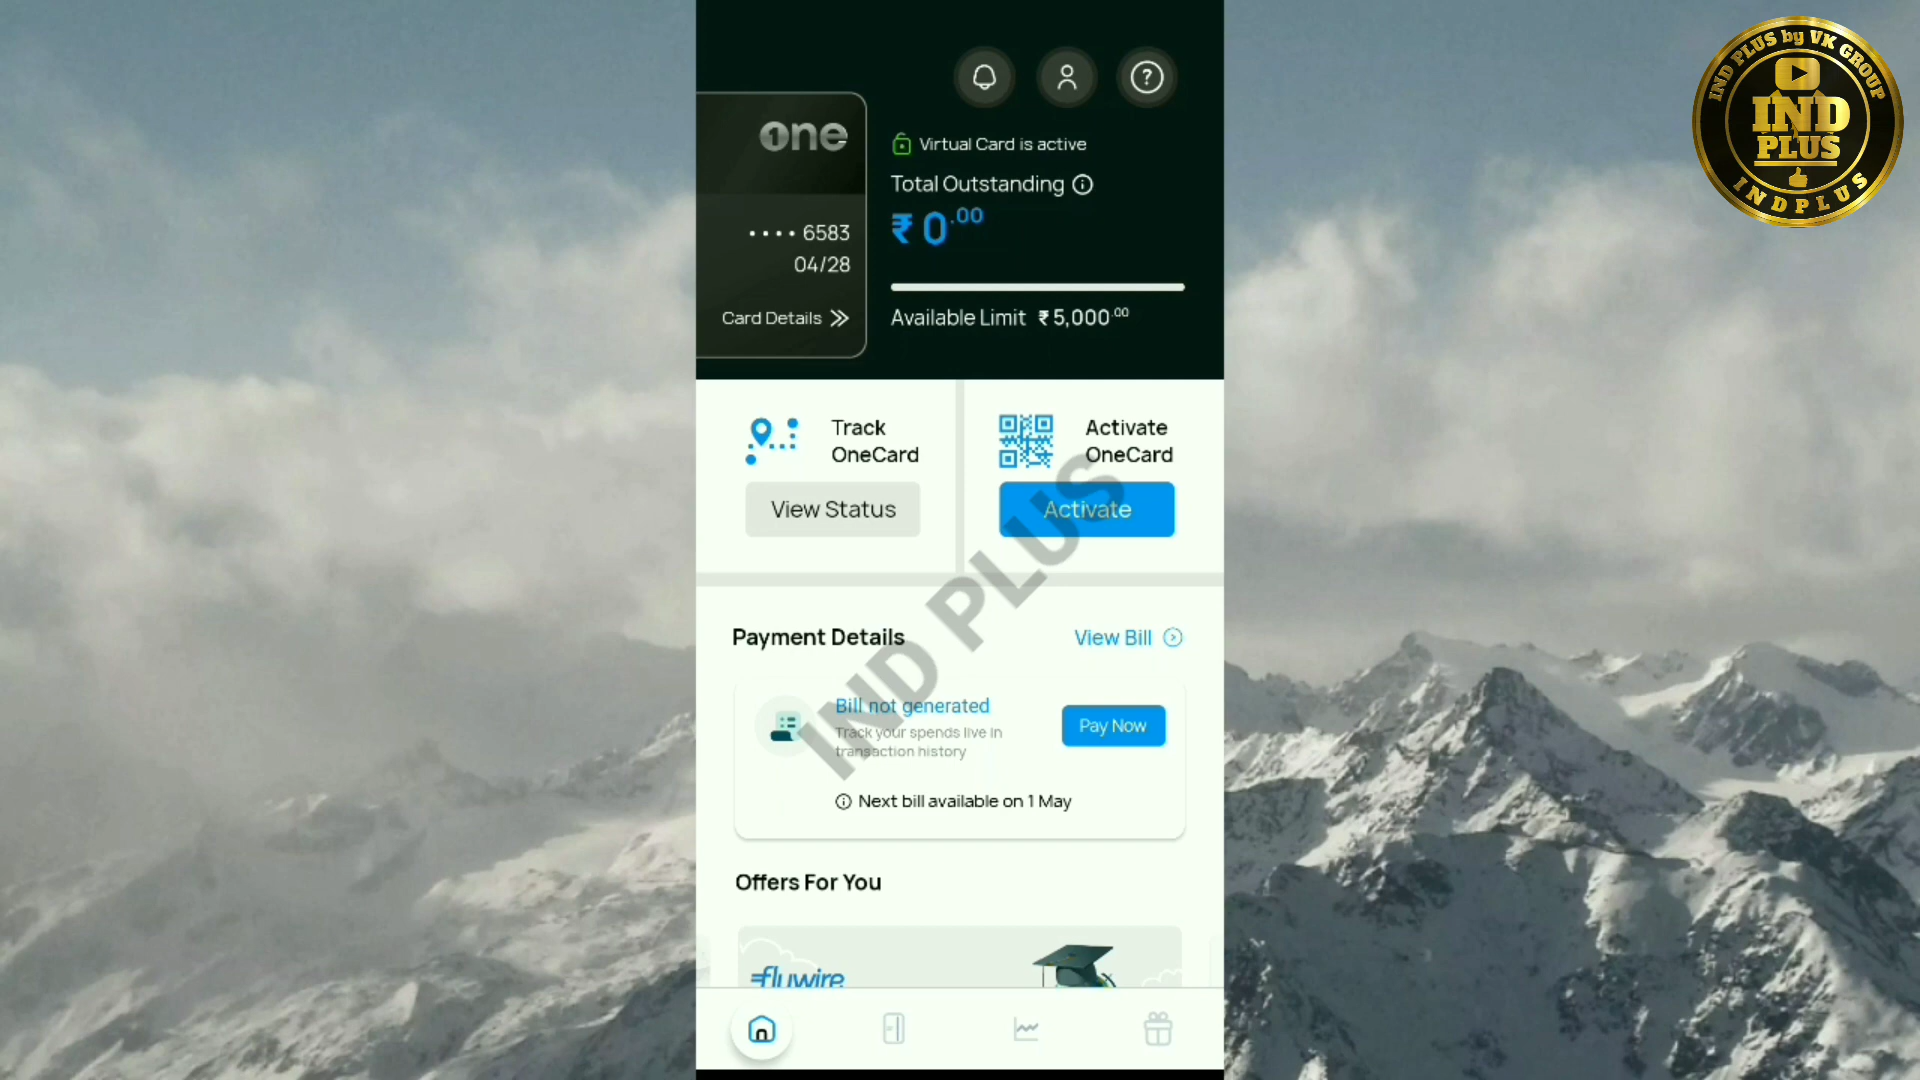 IND PLUS by VK GROUP
IND
PLUS
INDPLUS
one
Virtual Card is active
Total Outstanding
₹ 0.00
•••• 6583
04/28
Card Details
Available Limit ₹ 5,000.00
Track
OneCard
View Status
Activate
OneCard
Activate
IND PLUS
Payment Details
View Bill
Bill not generated
Track your spends live in
transaction history
Pay Now
Next bill available on 1 May
Offers For You
flywire